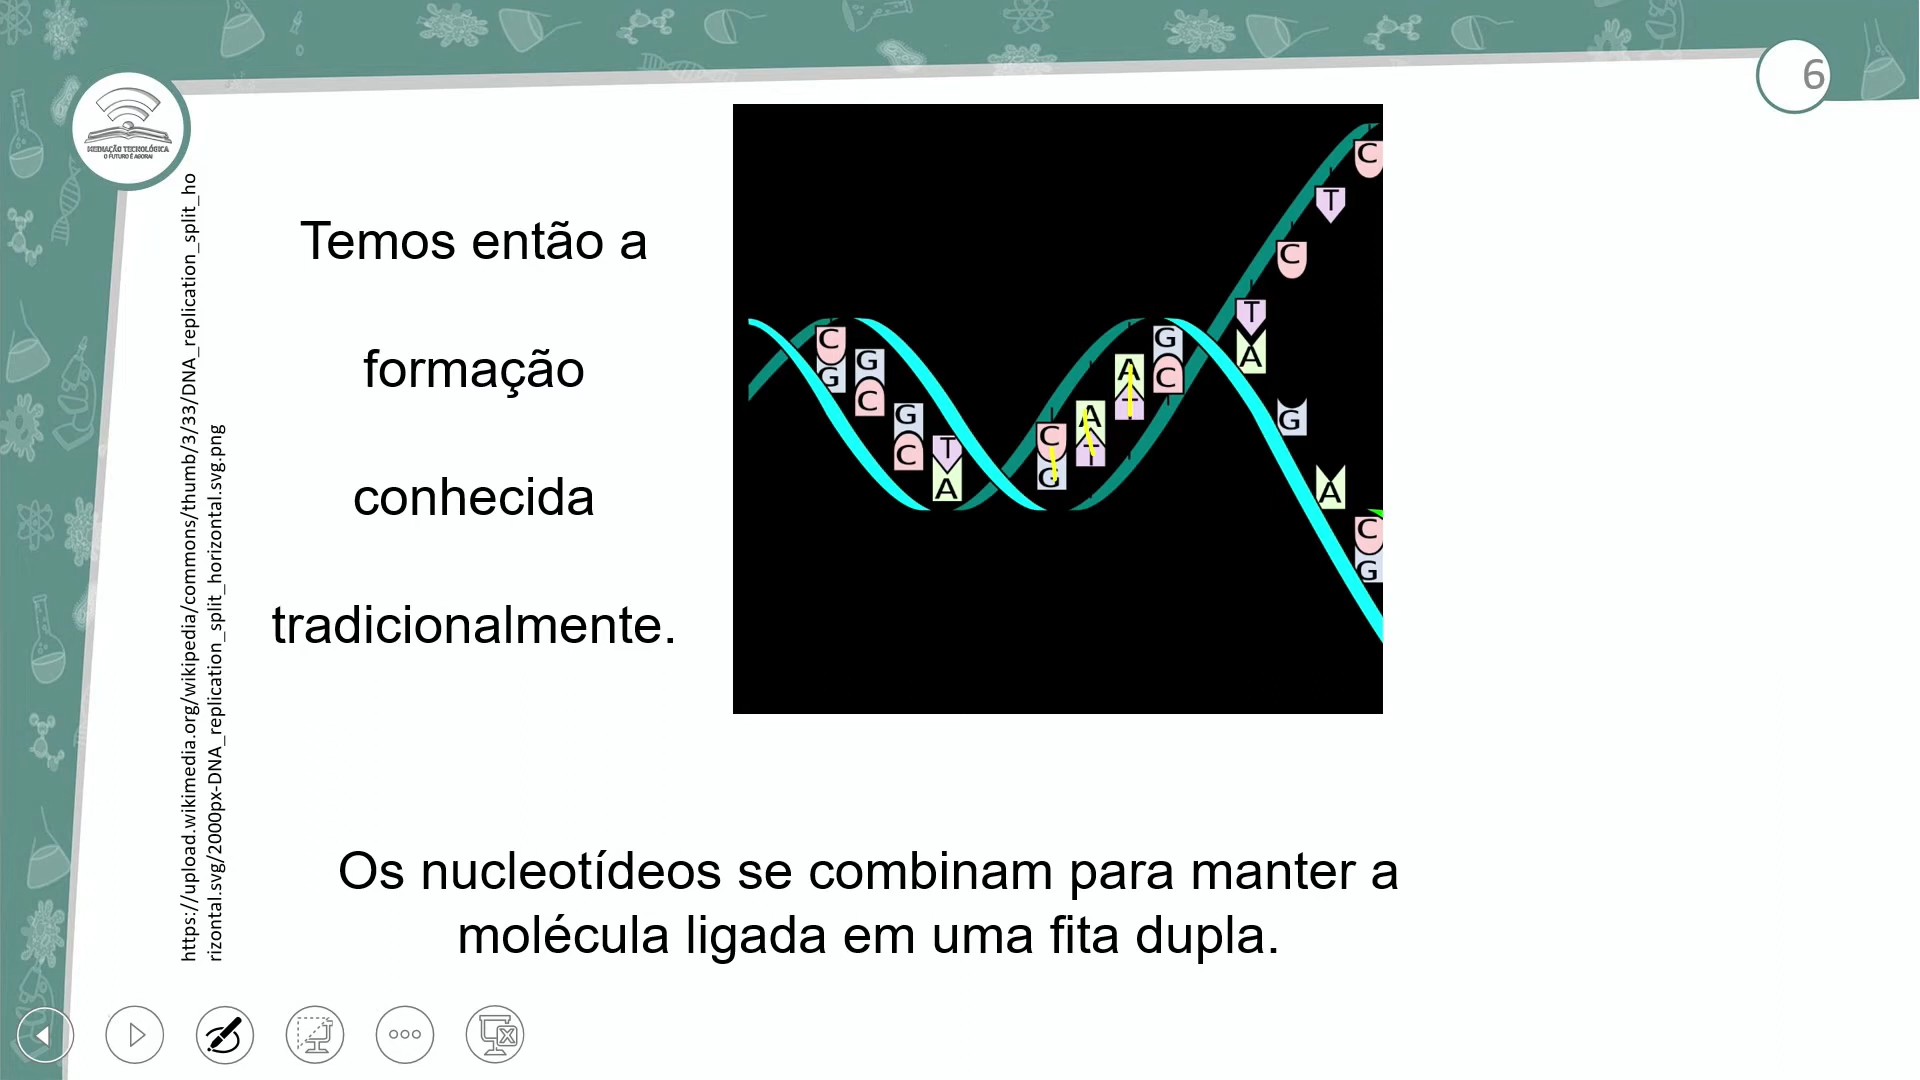 6
MEDIAÇÃO TECNOLÓGICA
O FUTURO É AGORA!
https://upload.wikimedia.org/wikipedia/commons/thumb/3/33/DNA_replication_split_ho
rizontal.svg/2000px-DNA_replication_split_horizontal.svg.png
Temos então a
formação
conhecida
tradicionalmente.
C
T
C
T
A
G
A
C
G
C
G
G
C
G
C
T
A
C
G
A
T
A
T
G
C
Os nucleotídeos se combinam para manter a
molécula ligada em uma fita dupla.